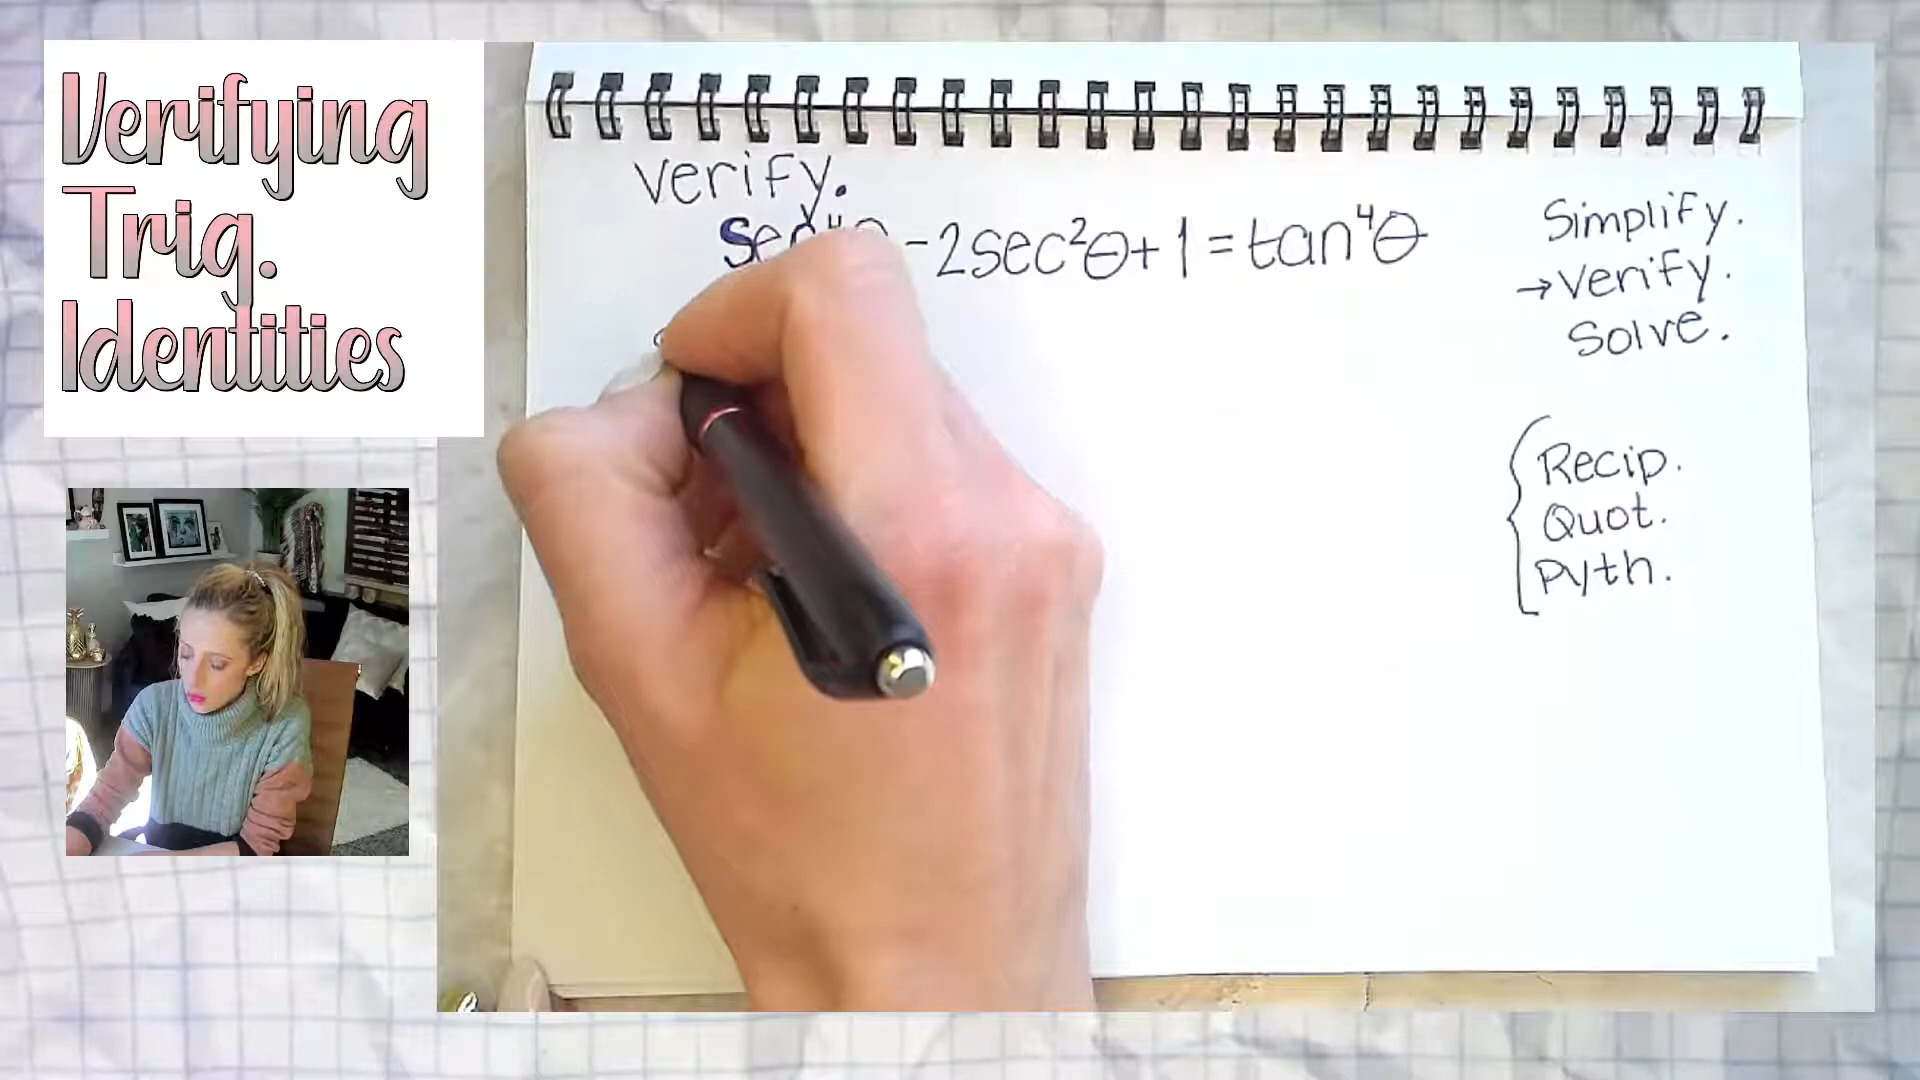 Verifying
Trig.
Identities
Verify.
- 2sec²θ + 1 = tan⁴θ
Simplify.
→ Verify.
Solve.
Recip.
Quot.
Pyth.